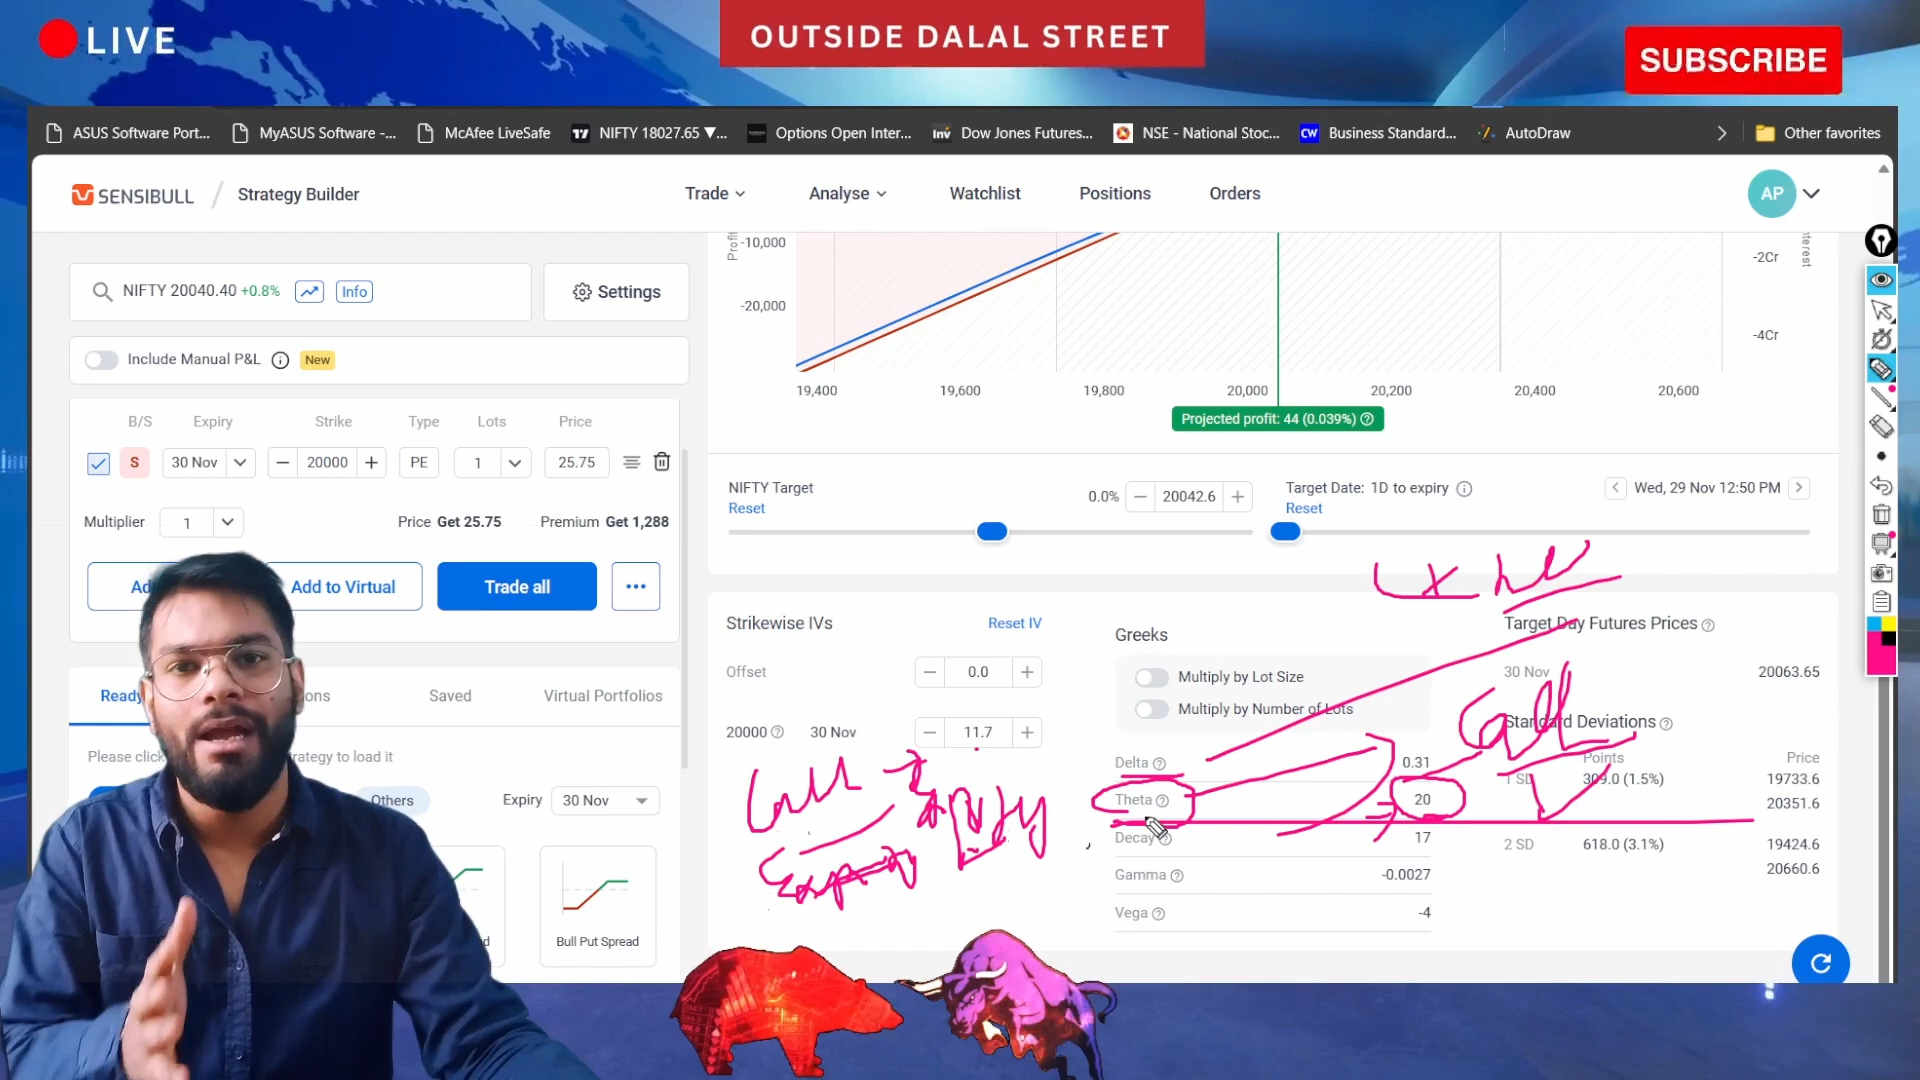 LIVE
OUTSIDE DALAL STREET
SUBSCRIBE
ASUS Software Port... MyASUS Software -... McAfee LiveSafe NIFTY 18027.65 ▼... Options Open Inter... Dow Jones Futures... NSE - National Stoc... Business Standard... AutoDraw Other favorites
SENSIBULL / Strategy Builder Trade Analyse Watchlist Positions Orders AP
NIFTY 20040.40 +0.8% Info Settings
Include Manual P&L New
B/S Expiry Strike Type Lots Price
S 30 Nov 20000 PE 1 25.75
Multiplier 1 Price Get 25.75 Premium Get 1,288
Add to Virtual Trade all
Saved Virtual Portfolios
Please click
trategy to load it
Others Expiry 30 Nov
Bull Put Spread
-10,000
-20,000
-2Cr
-4Cr
19,400 19,600 19,800 20,000 20,200 20,400 20,600
Projected profit: 44 (0.039%)
NIFTY Target 0.0% 20042.6
Reset
Target Date: 1D to expiry Wed, 29 Nov 12:50 PM
Reset
Strikewise IVs Reset IV
Offset 0.0
20000 30 Nov 11.7
Greeks
Multiply by Lot Size
Multiply by Number of Lots
Delta 0.31
Theta 20
Decay 17
Gamma -0.0027
Vega -4
Target Day Futures Prices
30 Nov 20063.65
Standard Deviations
Points Price
1 SD 309.0 (1.5%) 19733.6
20351.6
2 SD 618.0 (3.1%) 19424.6
20660.6
Call